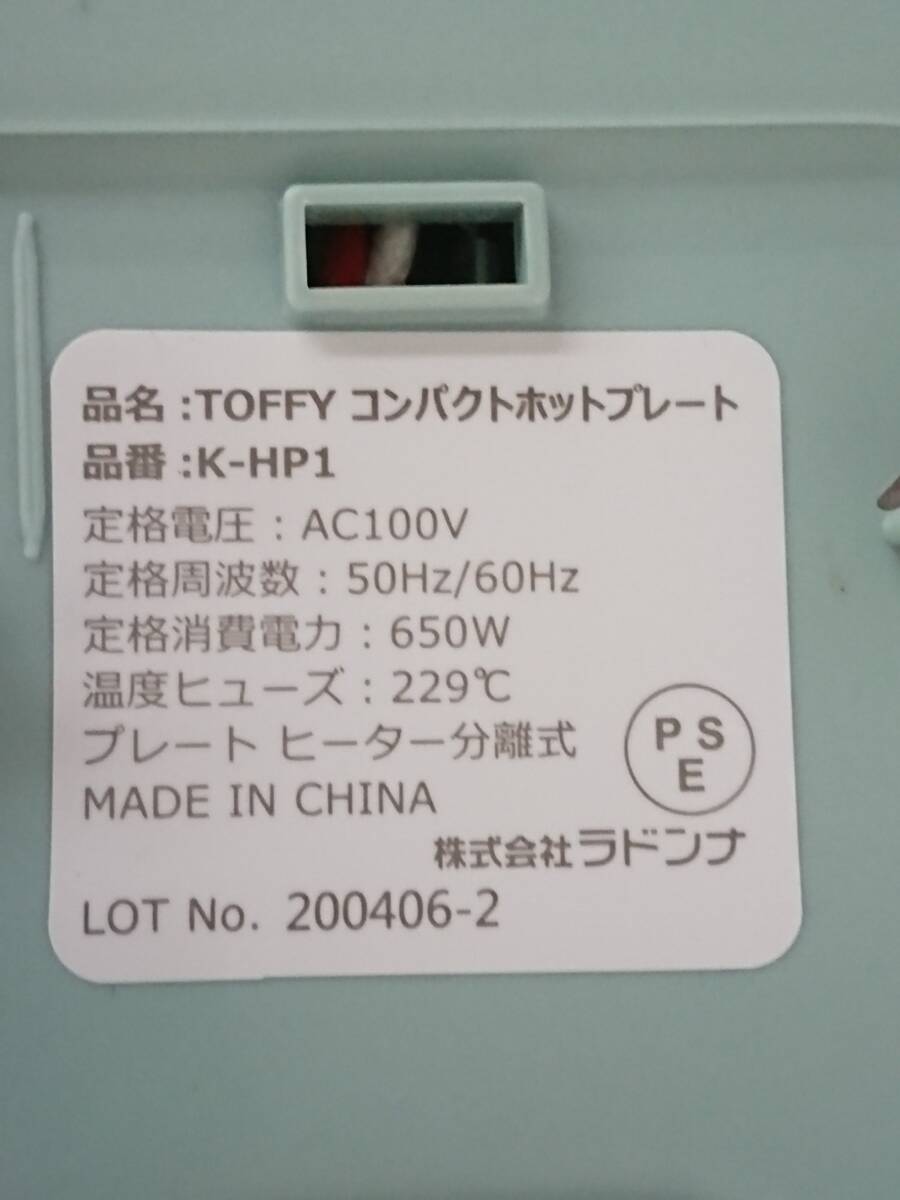 品名 :TOFFY コンパクトホットプレート
品番 :K-HP1
定格電圧 : AC100V
定格周波数 : 50Hz/60Hz
定格消費電力 : 650W
温度ヒューズ : 229℃
プレート ヒーター分離式
MADE IN CHINA
P S
E
株式会社ラドンナ
LOT No. 200406-2